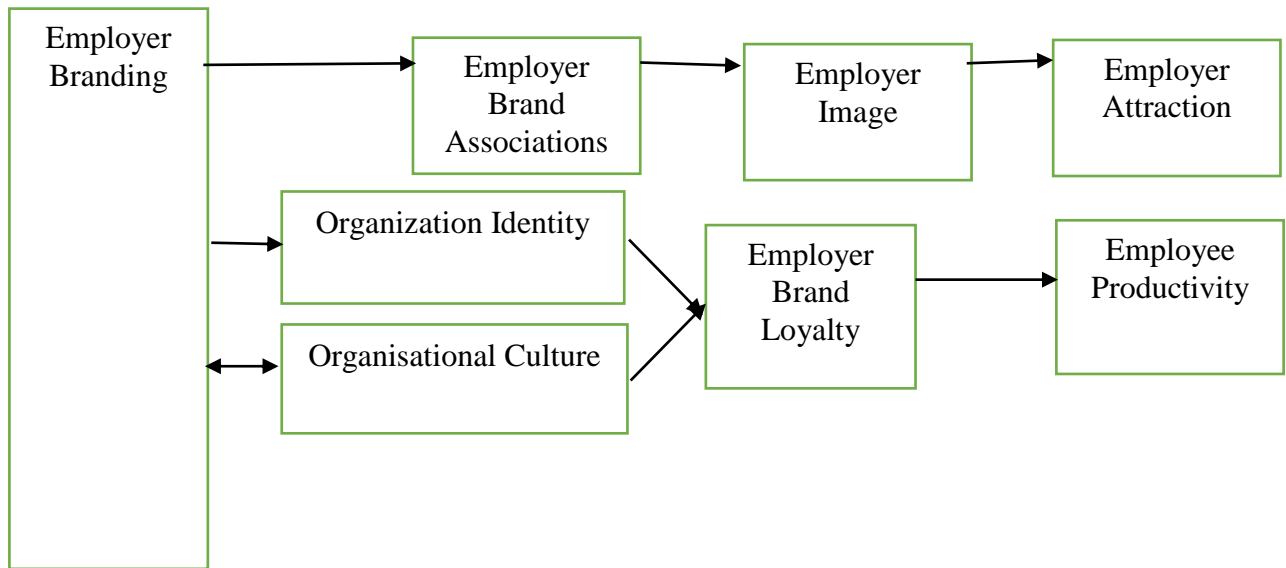 Employer
Branding
Employer
Brand
Associations
Employer
Image
Employer
Attraction
Organization Identity
Organisational Culture
Employer
Brand
Loyalty
Employee
Productivity